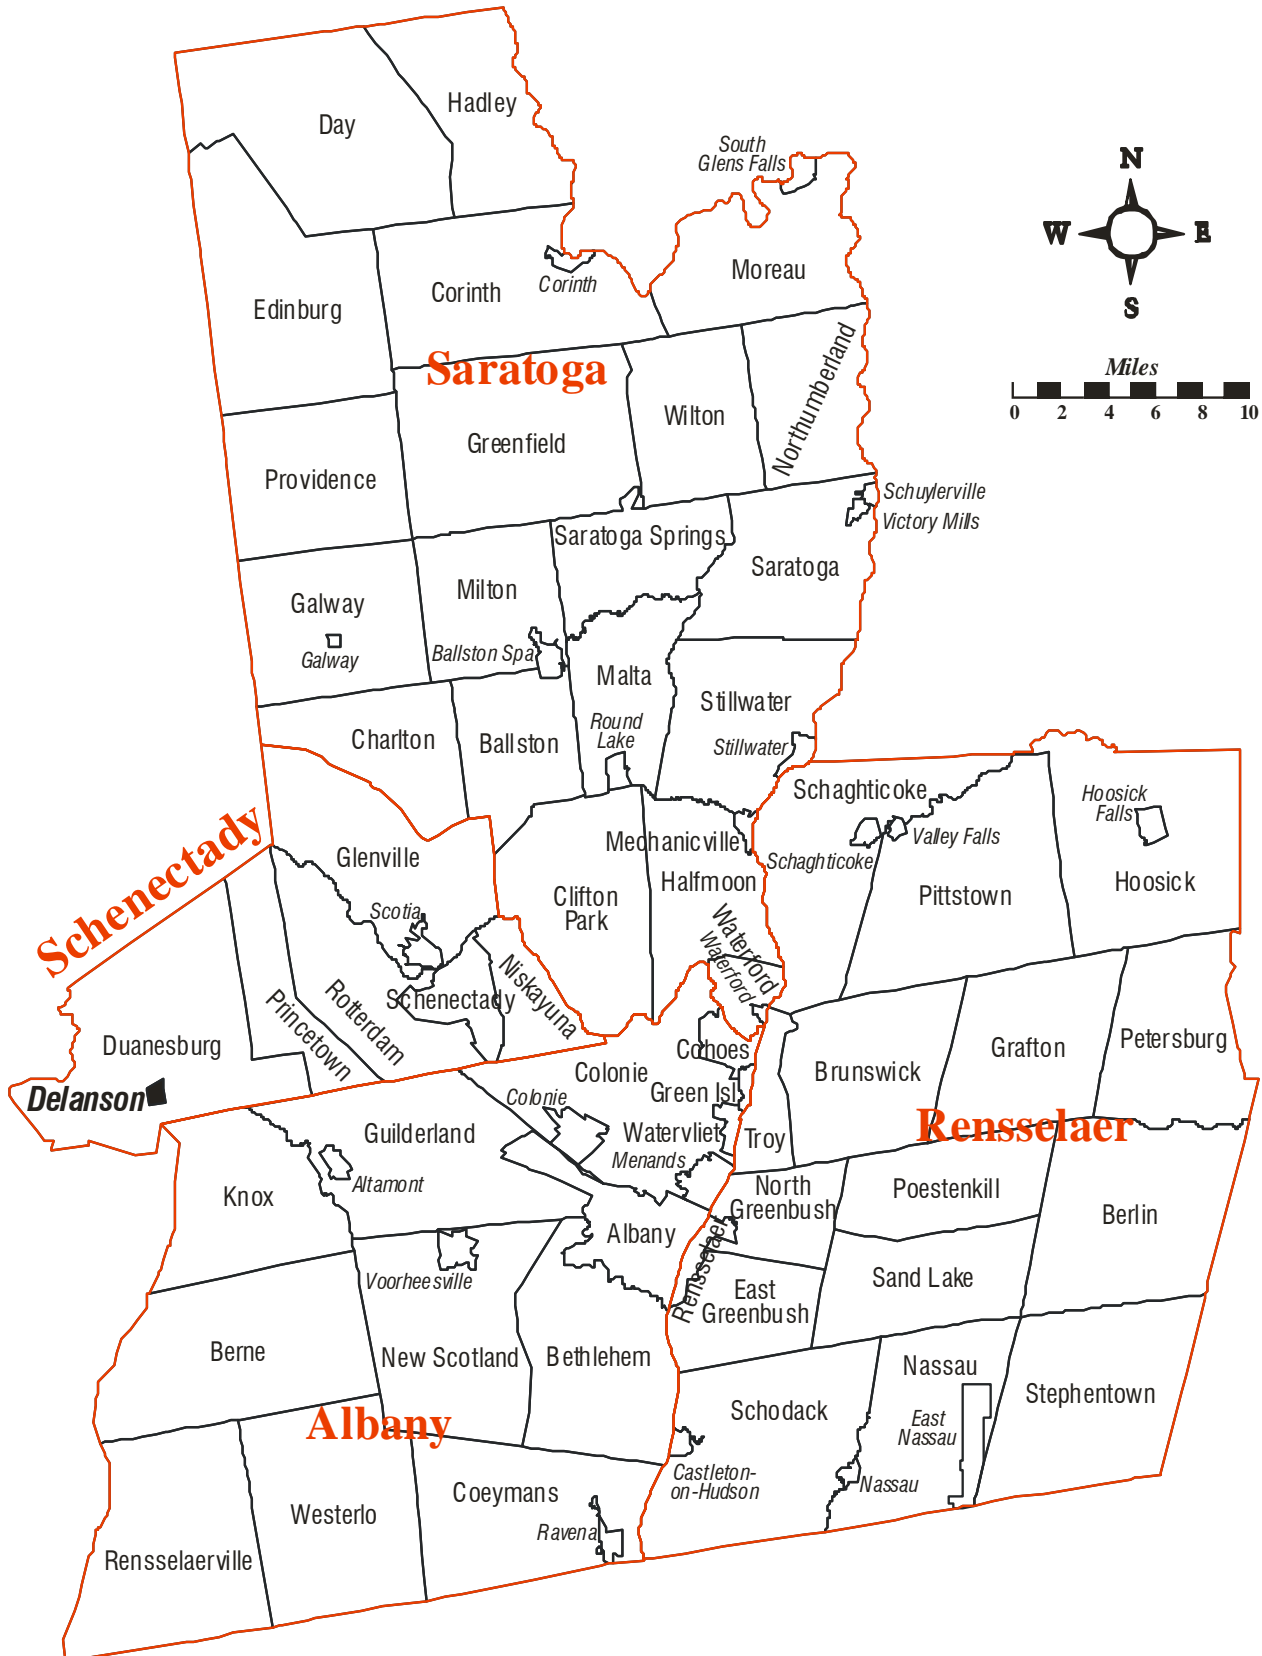 Hadley
Day
South
Glens Falls
N
W
E
S
Moreau
Corinth
Corinth
Edinburg
Miles
0 2 4 6 8 10
Saratoga
Northumberland
Wilton
Greenfield
Providence
Schuylerville
Victory Mills
Saratoga Springs
Saratoga
Milton
Galway
Galway
Ballston Spa
Malta
Stillwater
Round
Lake
Stillwater
Charlton
Ballston
Schaghticoke
Hoosick
Falls
Mechanicville
Valley Falls
Schaghticoke
Schenectady
Glenville
Halfmoon
Hoosick
Clifton
Park
Pittstown
Scotia
Waterford
Waterford
Niskayuna
Schenectady
Rotterdam
Princetown
Duanesburg
Cohoes
Grafton
Petersburg
Colonie
Brunswick
Delanson
Colonie
Green Isl
Rensselaer
Guilderland
Watervliet
Troy
Menands
Altamont
Knox
North
Greenbush
Poestenkill
Berlin
Albany
Rensselaer
Voorheesville
Sand Lake
East
Greenbush
Berne
New Scotland
Bethlehem
Nassau
Stephentown
Albany
Schodack
East
Nassau
Castleton-
on-Hudson
Nassau
Coeymans
Westerlo
Ravena
Rensselaerville